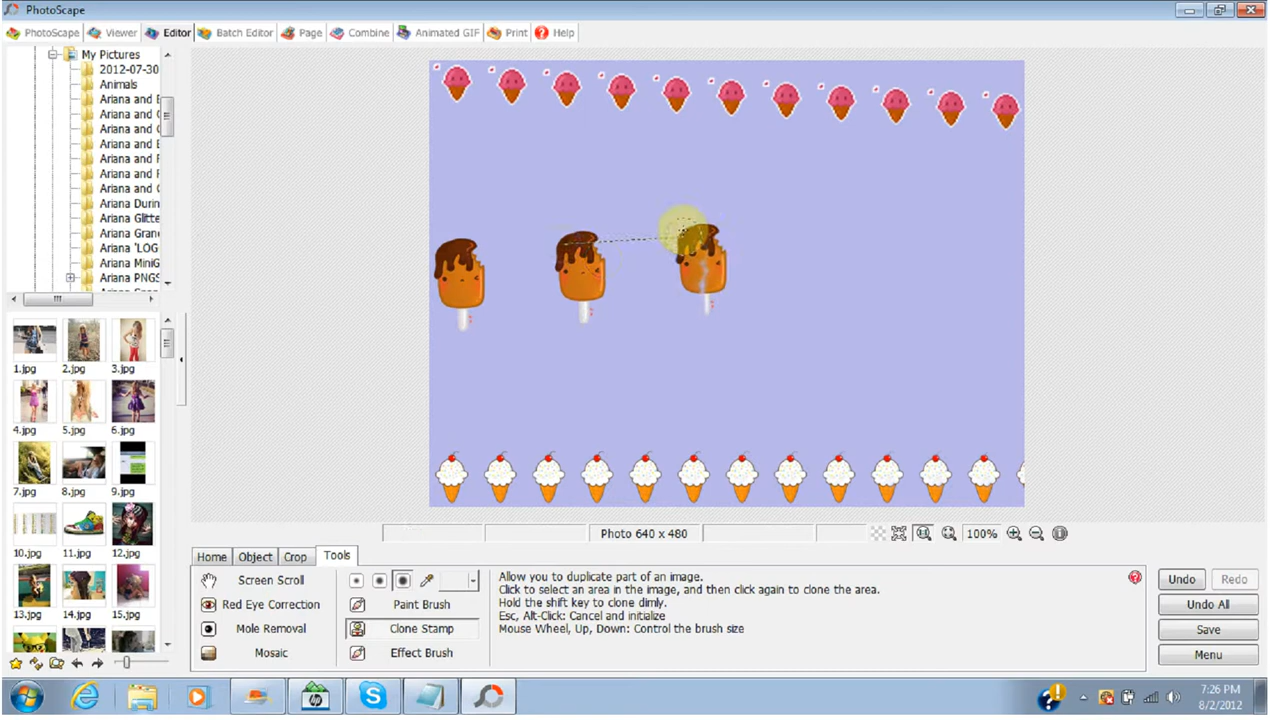 PhotoScape
PhotoScape Viewer Editor Batch Editor Page Combine Animated GIF Print Help
My Pictures
2012-07-30
Animals
Ariana and E
Ariana and C
Ariana and C
Ariana and E
Ariana and F
Ariana and F
Ariana and C
Ariana Durin
Ariana Glitte
Ariana Gran
Ariana 'LOG
Ariana MiniG
Ariana PNGS
1.jpg 2.jpg 3.jpg
4.jpg 5.jpg 6.jpg
7.jpg 8.jpg 9.jpg
10.jpg 11.jpg 12.jpg
13.jpg 14.jpg 15.jpg
Photo 640 x 480
100%
Home Object Crop Tools
Screen Scroll
Red Eye Correction
Mole Removal
Mosaic
Paint Brush
Clone Stamp
Effect Brush
Allow you to duplicate part of an image.
Click to select an area in the image, and then click again to clone the area.
Hold the shift key to clone dimly.
Esc, Alt-Click: Cancel and initialize
Mouse Wheel, Up, Down: Control the brush size
Undo Redo
Undo All
Save
Menu
7:26 PM
8/2/2012